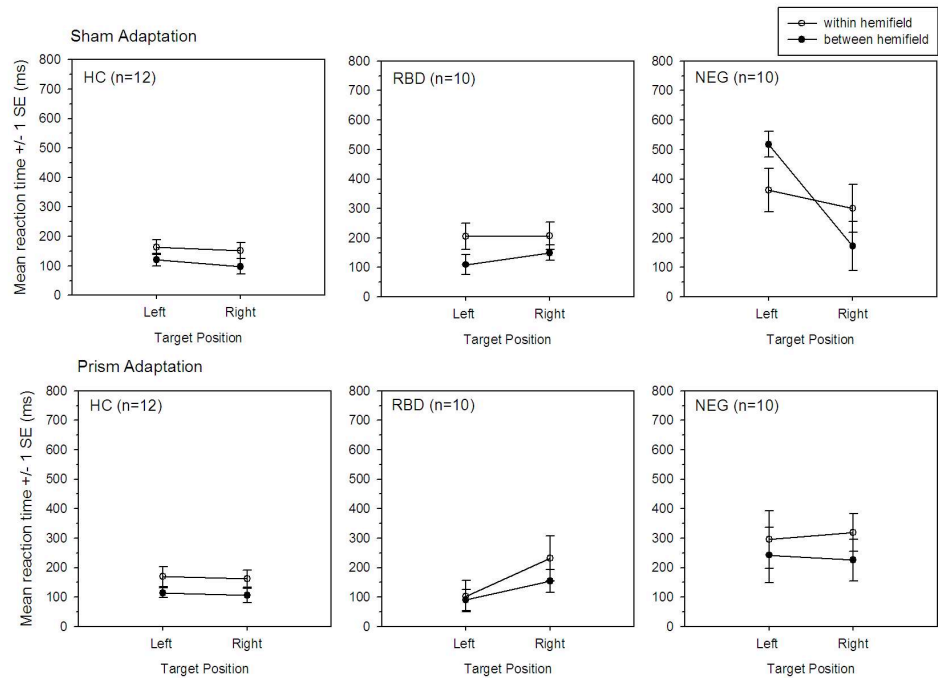 within hemifield
between hemifield
Sham Adaptation
Mean reaction time +/- 1 SE (ms)
800
700
600
500
400
300
200
100
0
HC (n=12)
Left
Right
Target Position
800
700
600
500
400
300
200
100
0
RBD (n=10)
Left
Right
Target Position
800
700
600
500
400
300
200
100
0
NEG (n=10)
Left
Right
Target Position
Prism Adaptation
Mean reaction time +/- 1 SE (ms)
800
700
600
500
400
300
200
100
0
HC (n=12)
Left
Right
Target Position
800
700
600
500
400
300
200
100
0
RBD (n=10)
Left
Right
Target Position
800
700
600
500
400
300
200
100
0
NEG (n=10)
Left
Right
Target Position